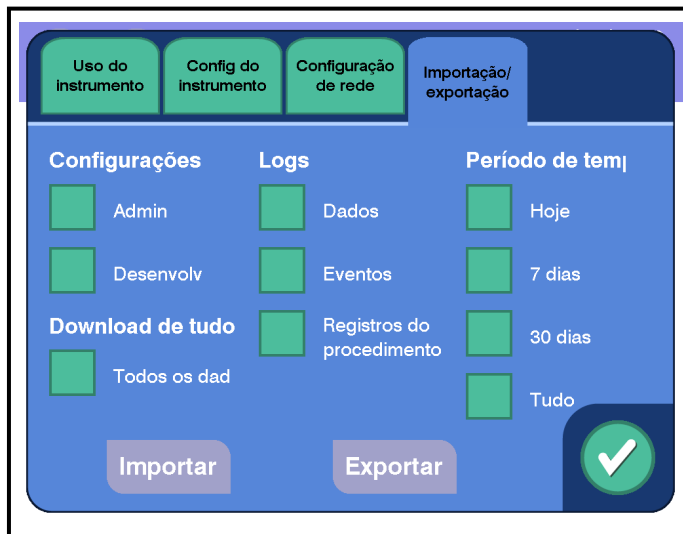 Uso do
instrumento
Config do
instrumento
Configuração
de rede
Importação/
exportação
Configurações
Admin
Desenvolv
Download de tudo
Todos os dad
Logs
Dados
Eventos
Registros do
procedimento
Período de temp
Hoje
7 dias
30 dias
Tudo
Importar
Exportar